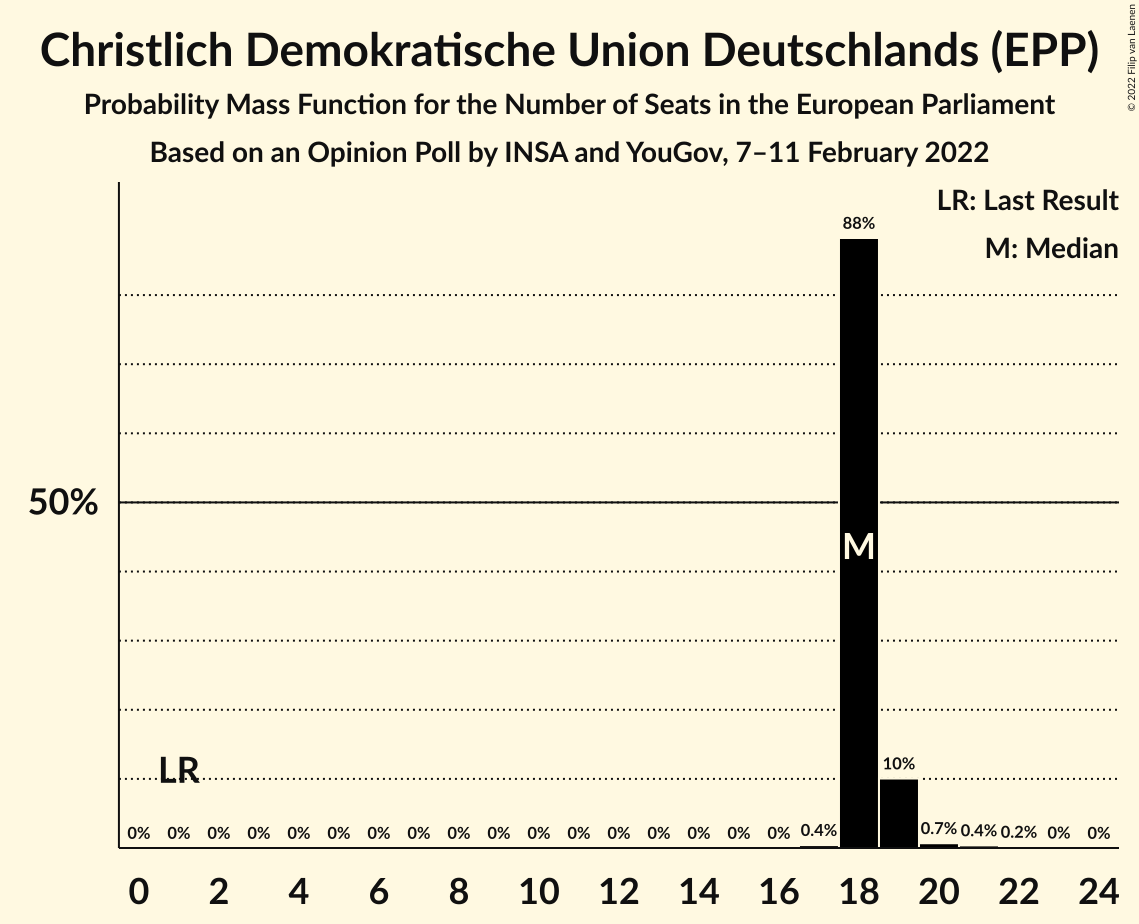 Christlich Demokratische Union Deutschlands (EPP)
Probability Mass Function for the Number of Seats in the European Parliament
Based on an Opinion Poll by INSA and YouGov, 7–11 February 2022
© 2022 Filip van Laenen
LR: Last Result
M: Median
88%
50%
M
LR
10%
0% 0% 0% 0% 0% 0% 0% 0% 0% 0% 0% 0% 0% 0% 0% 0% 0% 0.4% 0.7% 0.4% 0.2% 0% 0%
0 2 4 6 8 10 12 14 16 18 20 22 24